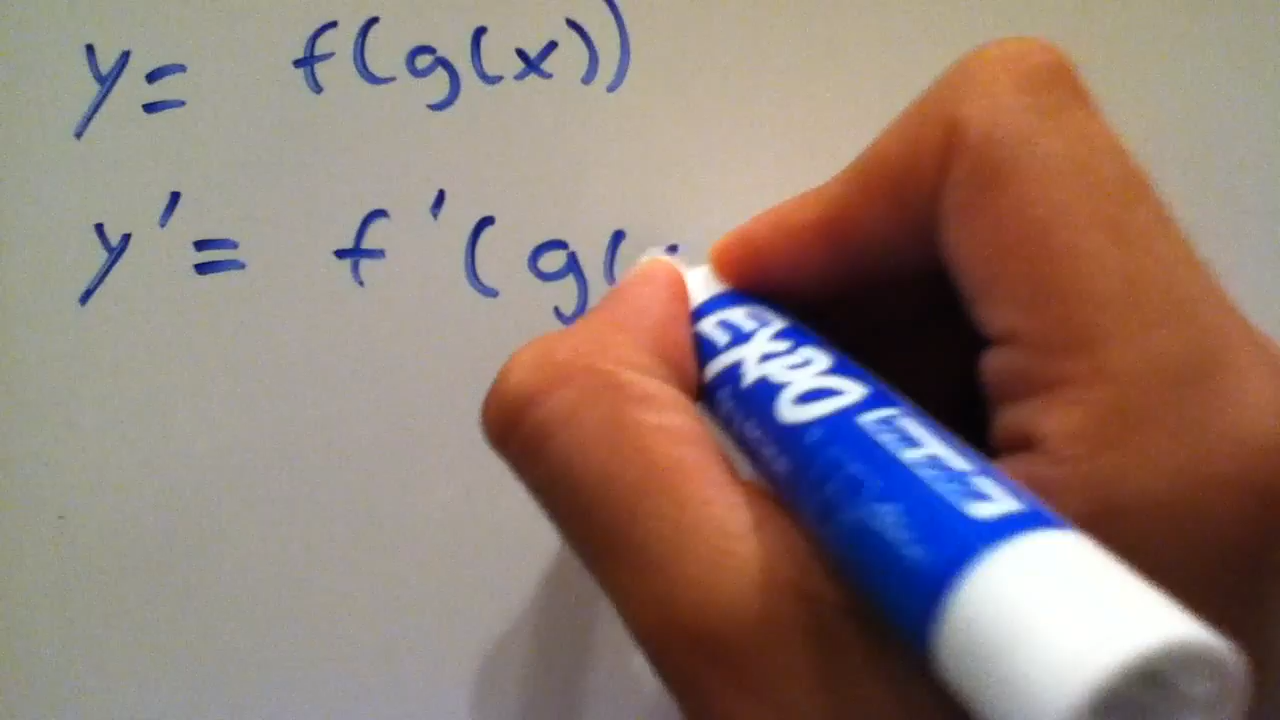 y = f(g(x))
y' = f'(g(
EXPO